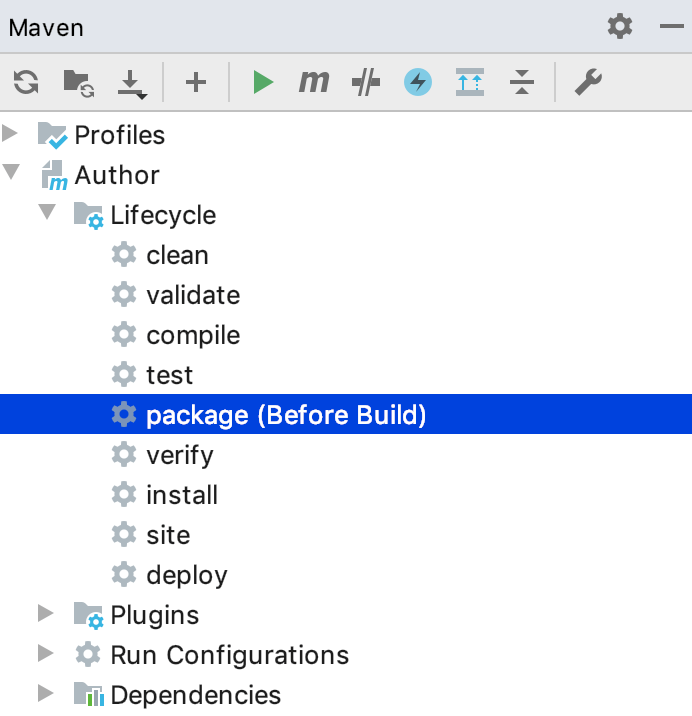 Maven
m
Profiles
m Author
Lifecycle
clean
validate
compile
test
package (Before Build)
verify
install
site
deploy
Plugins
Run Configurations
Dependencies